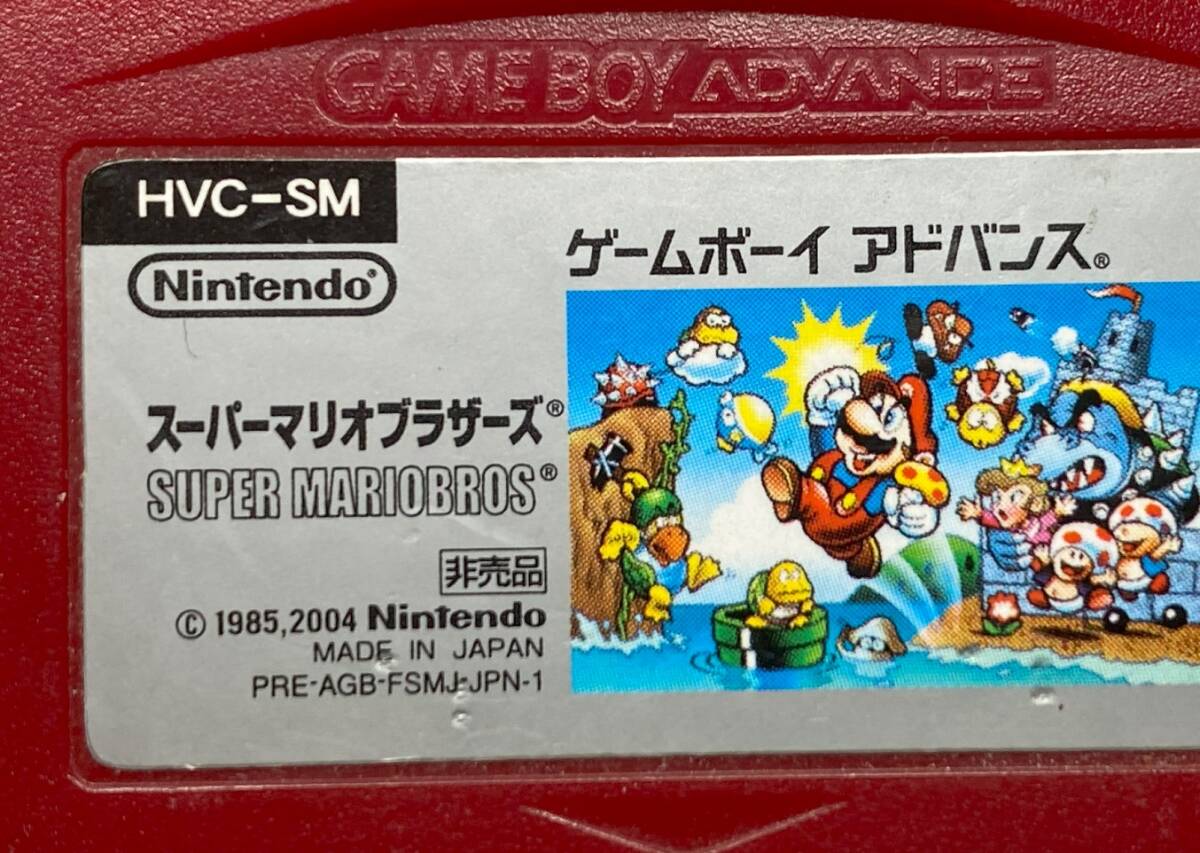 GAME BOY ADVANCE
HVC-SM
Nintendo®
ゲームボーイ アドバンス®
スーパーマリオブラザーズ®
SUPER MARIOBROS®
非売品
© 1985,2004 Nintendo
MADE IN JAPAN
PRE-AGB-FSMJ-JPN-1